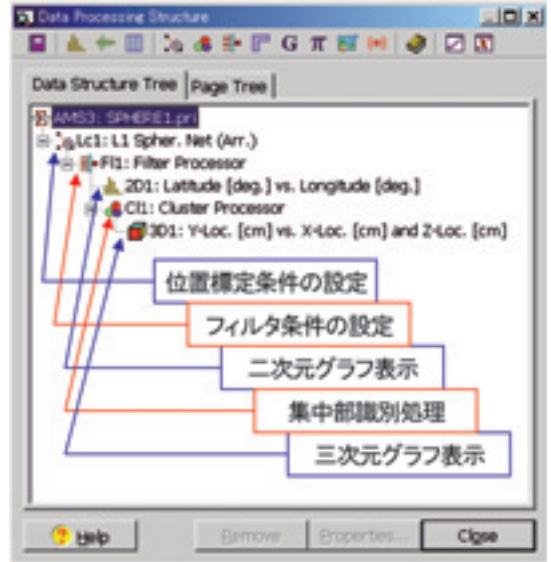 Data Processing Structure
G π
Data Structure Tree Page Tree
AMS3: SPHERE1.pri
Lc1: L1 Spher. Net (Arr.)
Fl1: Filter Processor
2D1: Latitude [deg.] vs. Longitude [deg.]
Cl1: Cluster Processor
3D1: Y-Loc. [cm] vs. X-Loc. [cm] and Z-Loc. [cm]
位置標定条件の設定
フィルタ条件の設定
二次元グラフ表示
集中部識別処理
三次元グラフ表示
Help Remove Properties... Close